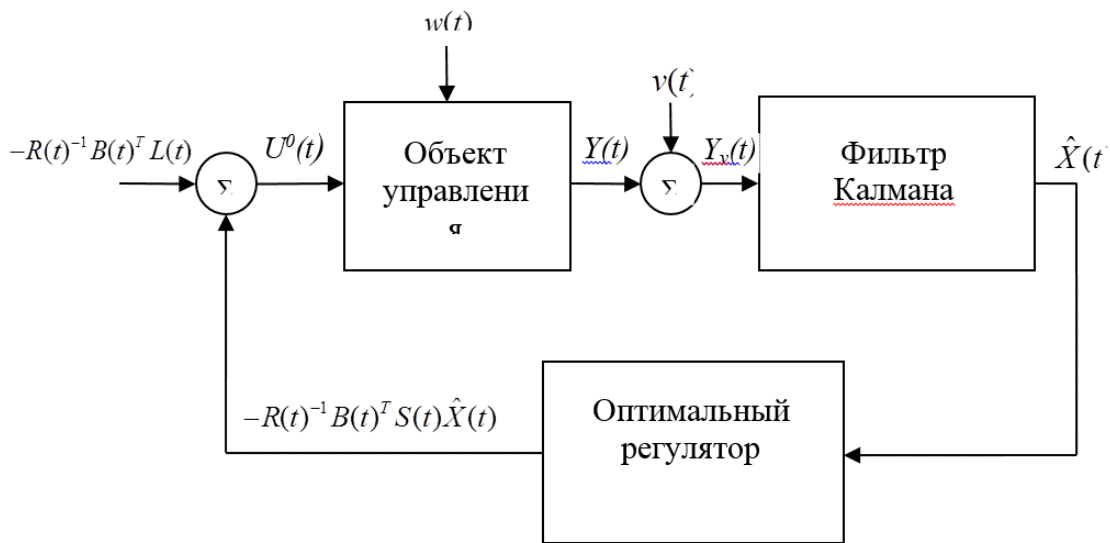 w(t)
v(t)
−R(t)⁻¹B(t)ᵀL(t)
U⁰(t)
Объект
управлени
я
Y(t)
Yᵥ(t)
Фильтр
Калмана
X̂(t
Σ
Σ
−R(t)⁻¹B(t)ᵀS(t)X̂(t)
Оптимальный
регулятор